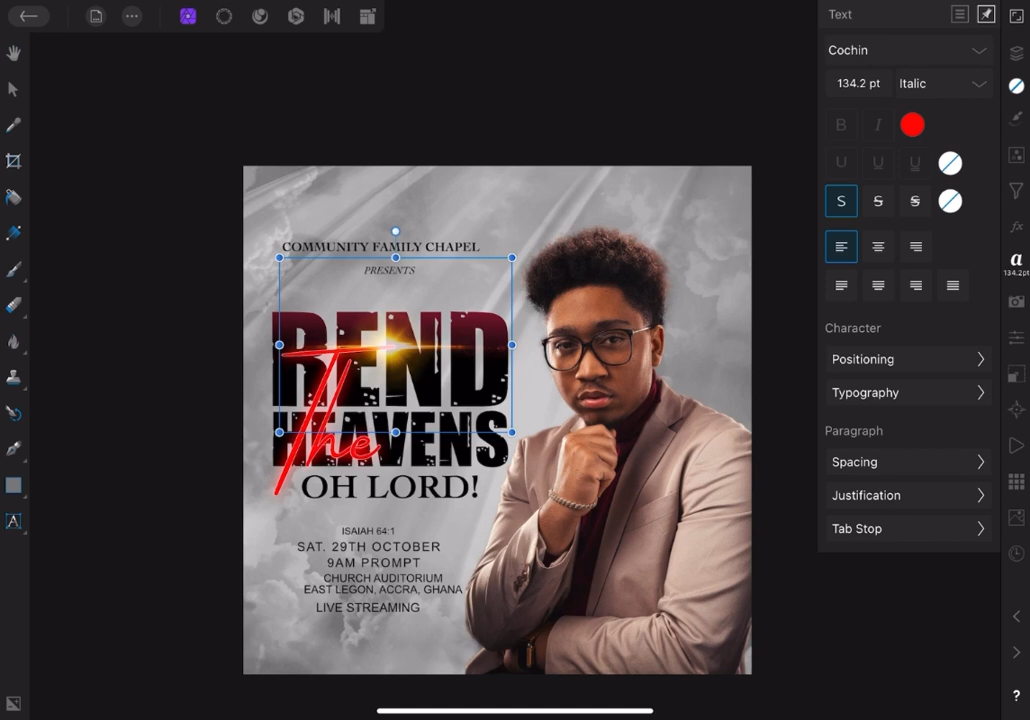 Text
Cochin
134.2 pt Italic
B I
U U U
S S S
a
134.2pt
fx
Character
Positioning
Typography
Paragraph
Spacing
Justification
Tab Stop
A
?
COMMUNITY FAMILY CHAPEL
PRESENTS
REND
The
HEAVENS
OH LORD!
ISAIAH 64:1
SAT. 29TH OCTOBER
9AM PROMPT
CHURCH AUDITORIUM
EAST LEGON, ACCRA, GHANA
LIVE STREAMING